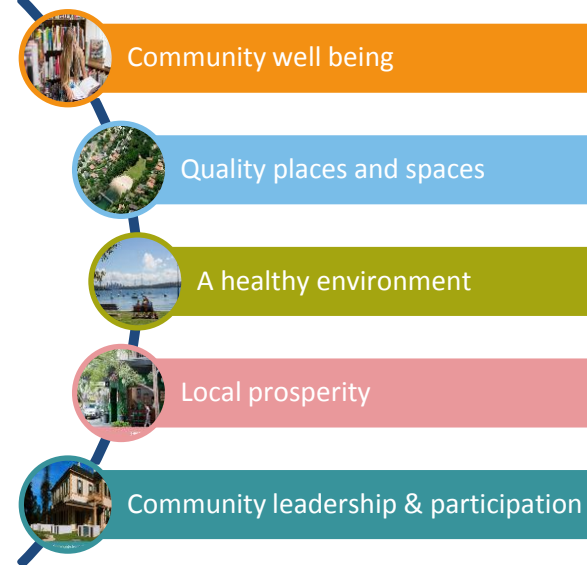 Community well being
Quality places and spaces
A healthy environment
Local prosperity
Community leadership & participation